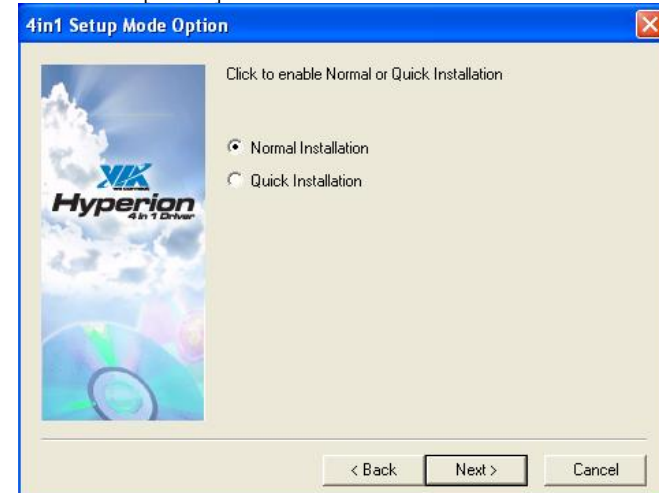 4in1 Setup Mode Option
Click to enable Normal or Quick Installation
Normal Installation
Quick Installation
VIA
Hyperion
4 in 1 Driver
< Back
Next >
Cancel